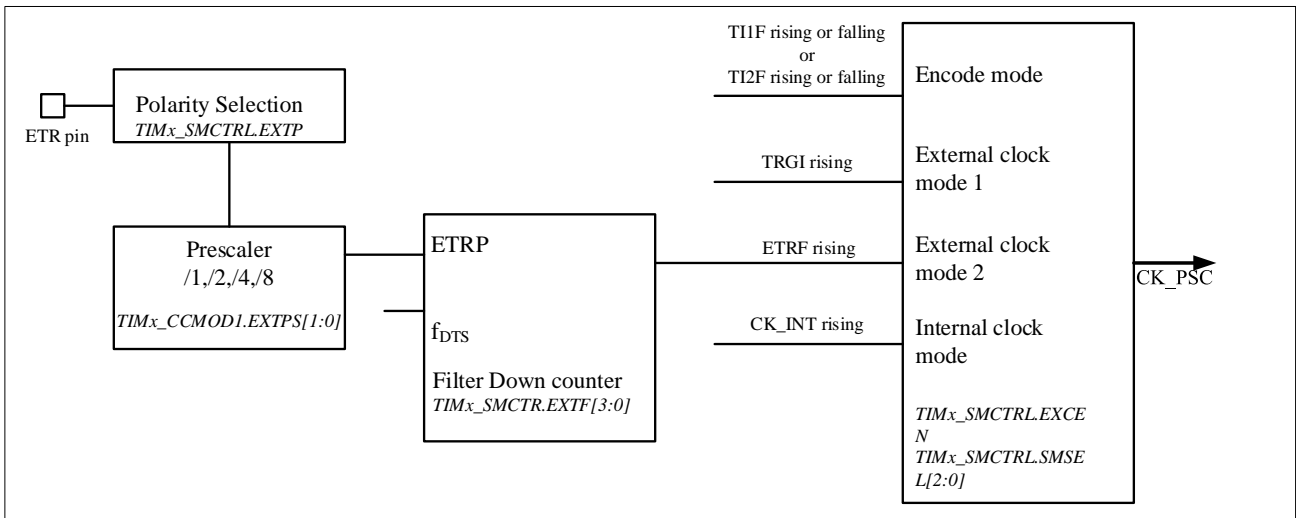 TI1F rising or falling
or
TI2F rising or falling
Encode mode
Polarity Selection
TIMx_SMCTRL.EXTP
ETR pin
TRGI rising
External clock
mode 1
Prescaler
/1,/2,/4,/8
TIMx_CCMOD1.EXTPS[1:0]
ETRP
fDTS
Filter Down counter
TIMx_SMCTR.EXTF[3:0]
ETRF rising
External clock
mode 2
CK_INT rising
Internal clock
mode
TIMx_SMCTRL.EXCE
N
TIMx_SMCTRL.SMSE
L[2:0]
CK_PSC